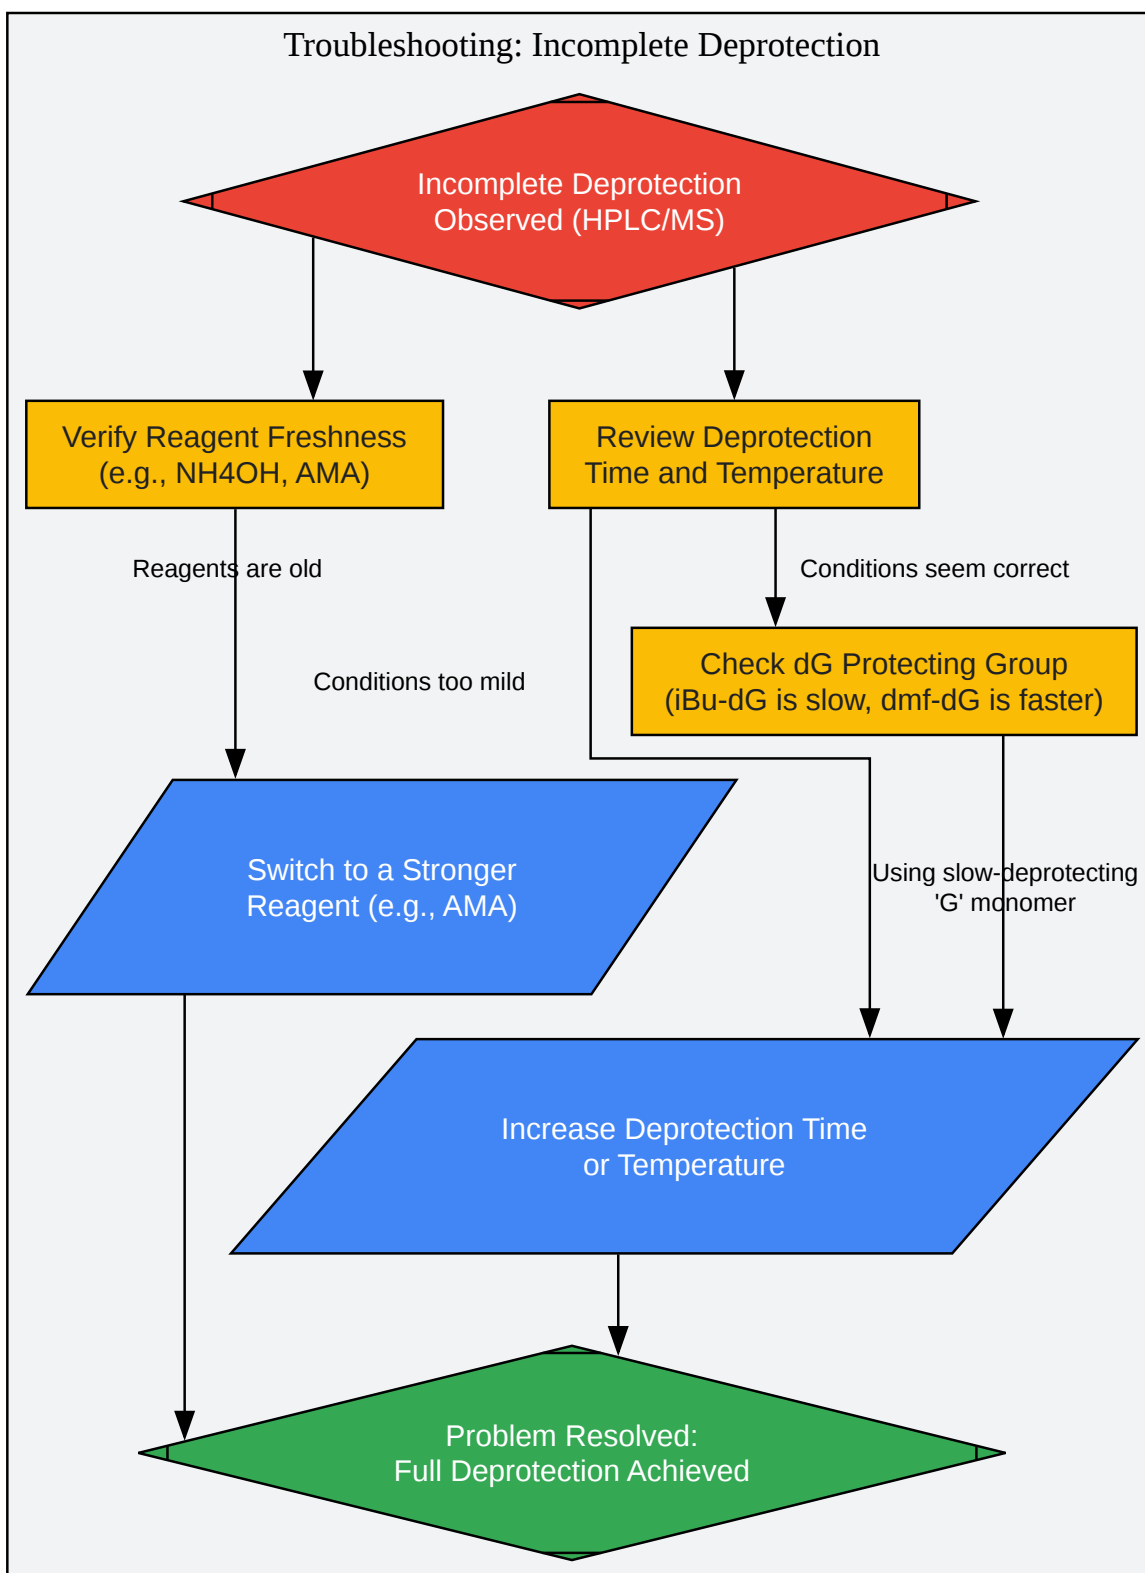 Troubleshooting: Incomplete Deprotection
Incomplete Deprotection
Observed (HPLC/MS)
Verify Reagent Freshness
(e.g., NH4OH, AMA)
Review Deprotection
Time and Temperature
Reagents are old
Conditions seem correct
Check dG Protecting Group
(iBu-dG is slow, dmf-dG is faster)
Conditions too mild
Switch to a Stronger
Reagent (e.g., AMA)
Using slow-deprotecting
'G' monomer
Increase Deprotection Time
or Temperature
Problem Resolved:
Full Deprotection Achieved